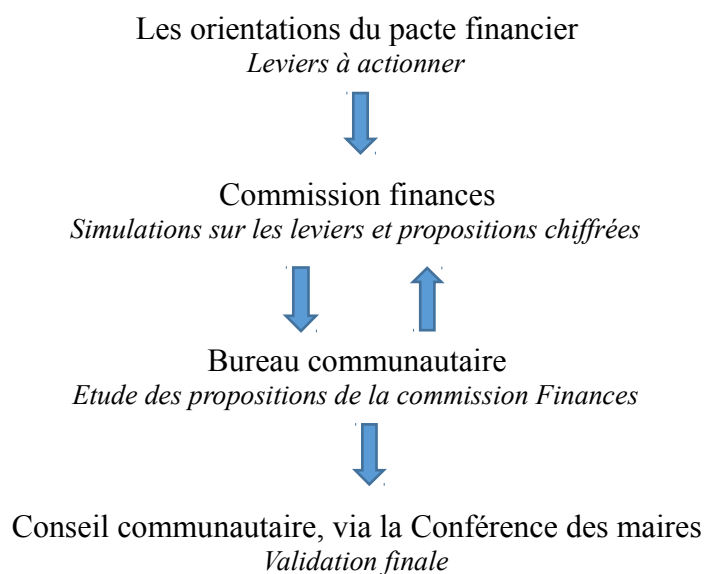 Les orientations du pacte financier
Leviers à actionner
Commission finances
Simulations sur les leviers et propositions chiffrées
Bureau communautaire
Etude des propositions de la commission Finances
Conseil communautaire, via la Conférence des maires
Validation finale